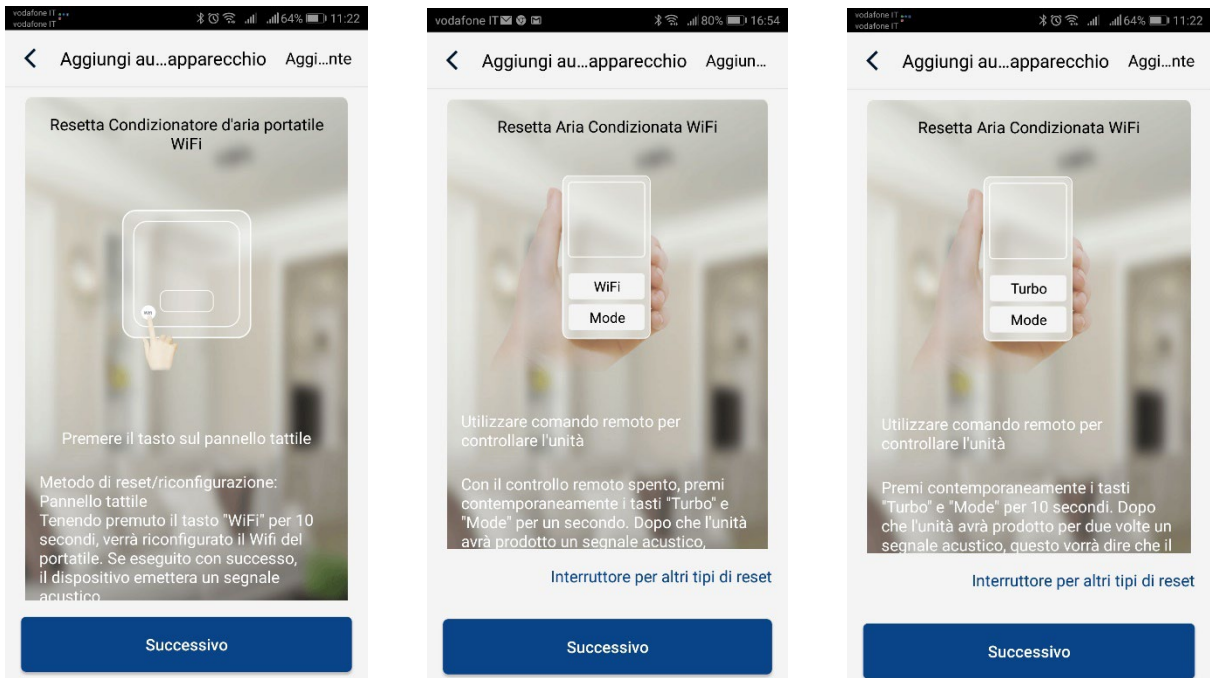 vodafone IT
vodafone IT
64% 11:22
Aggiungi au...apparecchio Aggi...nte
Resetta Condizionatore d'aria portatile
WiFi
WiFi
Premere il tasto sul pannello tattile
Metodo di reset/riconfigurazione:
Pannello tattile
Tenendo premuto il tasto "WiFi" per 10
secondi, verrà riconfigurato il Wifi del
portatile. Se eseguito con successo,
il dispositivo emettera un segnale
acustico
Successivo
vodafone IT 80% 16:54
Aggiungi au...apparecchio Aggiun...
Resetta Aria Condizionata WiFi
WiFi
Mode
Utilizzare comando remoto per
controllare l'unità
Con il controllo remoto spento, premi
contemporaneamente i tasti "Turbo" e
"Mode" per un secondo. Dopo che l'unità
avrà prodotto un segnale acustico,
Interruttore per altri tipi di reset
Successivo
vodafone IT
vodafone IT
64% 11:22
Aggiungi au...apparecchio Aggi...nte
Resetta Aria Condizionata WiFi
Turbo
Mode
Utilizzare comando remoto per
controllare l'unità
Premi contemporaneamente i tasti
"Turbo" e "Mode" per 10 secondi. Dopo
che l'unità avrà prodotto per due volte un
segnale acustico, questo vorrà dire che il
Interruttore per altri tipi di reset
Successivo